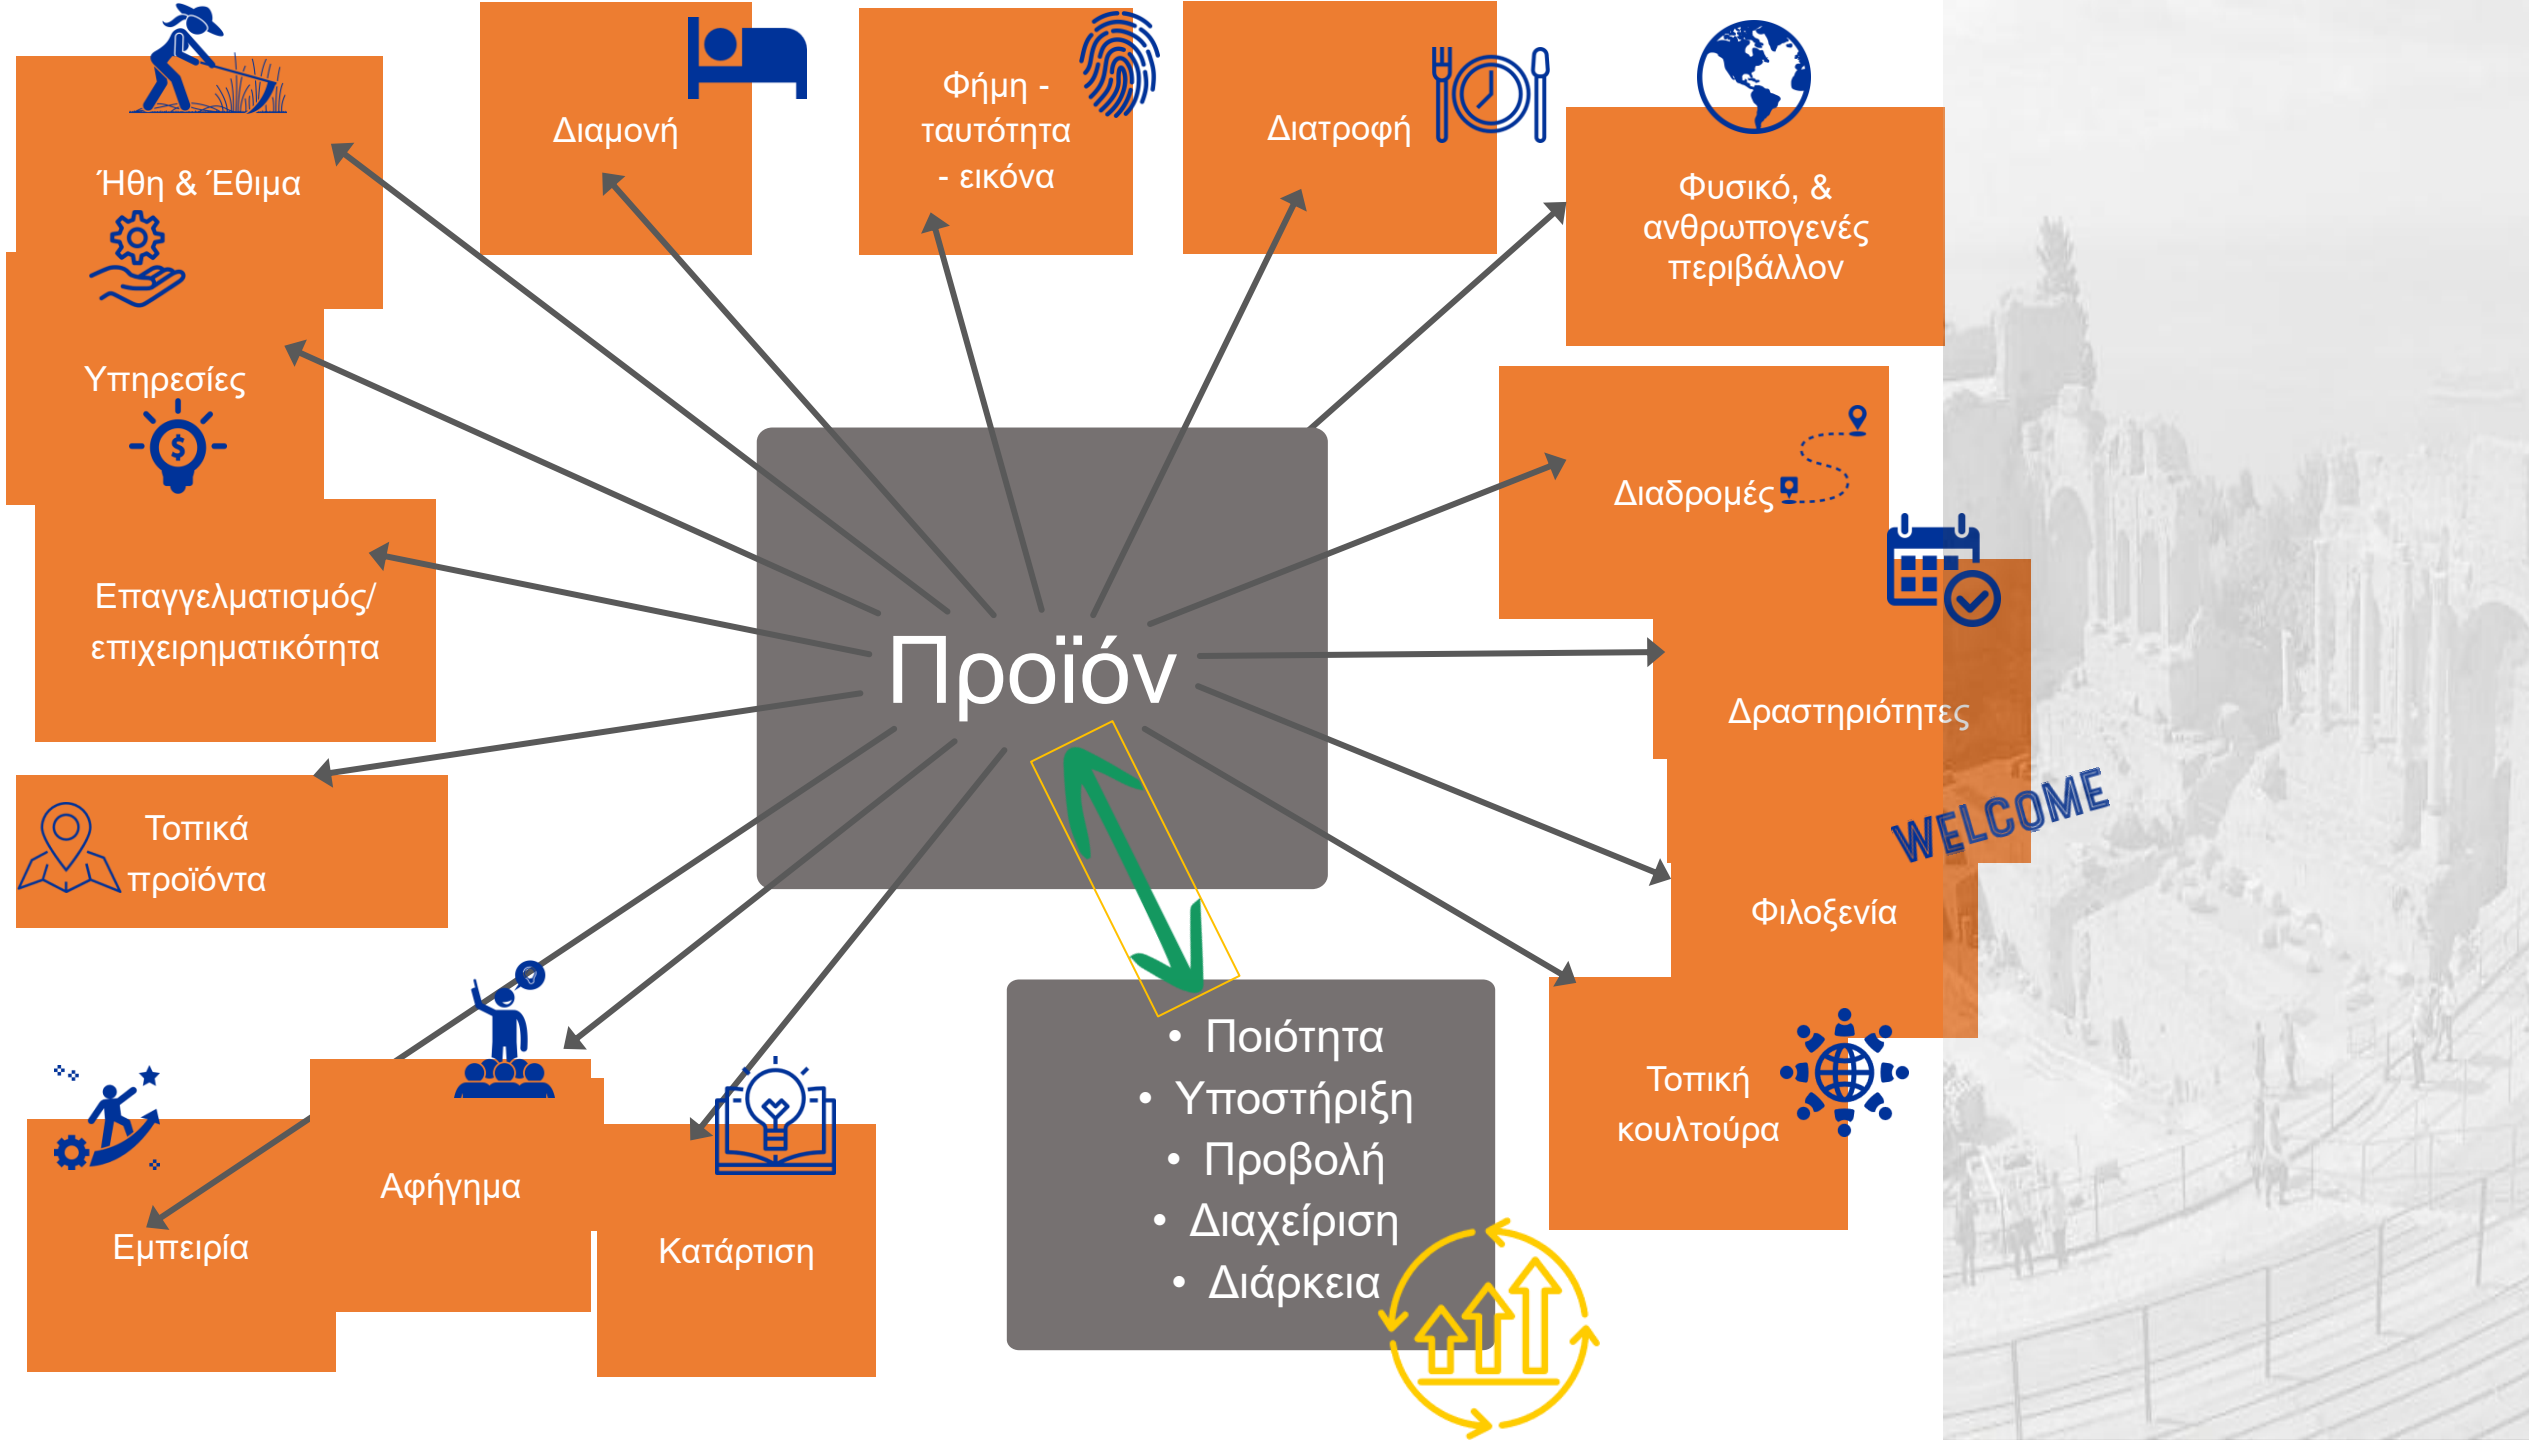 Ήθη & Έθιμα
Διαμονή
Φήμη -
ταυτότητα
- εικόνα
Διατροφή
Φυσικό, &
ανθρωπογενές
περιβάλλον
Υπηρεσίες
$
Διαδρομές
Επαγγελματισμός/
επιχειρηματικότητα
Προϊόν
Δραστηριότητες
WELCOME
Τοπικά
προϊόντα
Φιλοξενία
• Ποιότητα
• Υποστήριξη
• Προβολή
• Διαχείριση
• Διάρκεια
Τοπική
κουλτούρα
Αφήγημα
Εμπειρία
Κατάρτιση